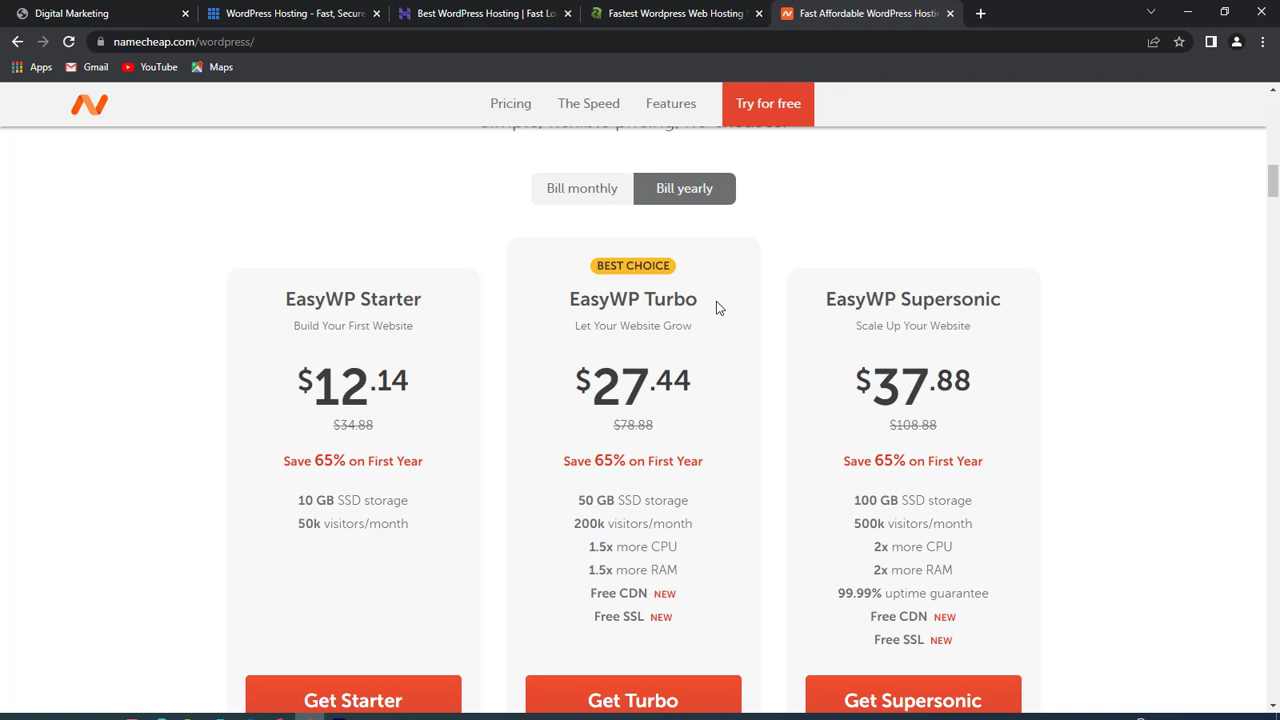 Digital Marketing
WordPress Hosting - Fast, Secure
Best WordPress Hosting | Fast Lo
Fastest Wordpress Web Hosting
Fast Affordable WordPress Hostin
namecheap.com/wordpress/
Apps
Gmail
YouTube
Maps
Pricing
The Speed
Features
Try for free
Simple, flexible pricing, no
Bill monthly
Bill yearly
EasyWP Starter
Build Your First Website
$12.14
$34.88
Save 65% on First Year
10 GB SSD storage
50k visitors/month
Get Starter
BEST CHOICE
EasyWP Turbo
Let Your Website Grow
$27.44
$78.88
Save 65% on First Year
50 GB SSD storage
200k visitors/month
1.5x more CPU
1.5x more RAM
Free CDN NEW
Free SSL NEW
Get Turbo
EasyWP Supersonic
Scale Up Your Website
$37.88
$108.88
Save 65% on First Year
100 GB SSD storage
500k visitors/month
2x more CPU
2x more RAM
99.99% uptime guarantee
Free CDN NEW
Free SSL NEW
Get Supersonic